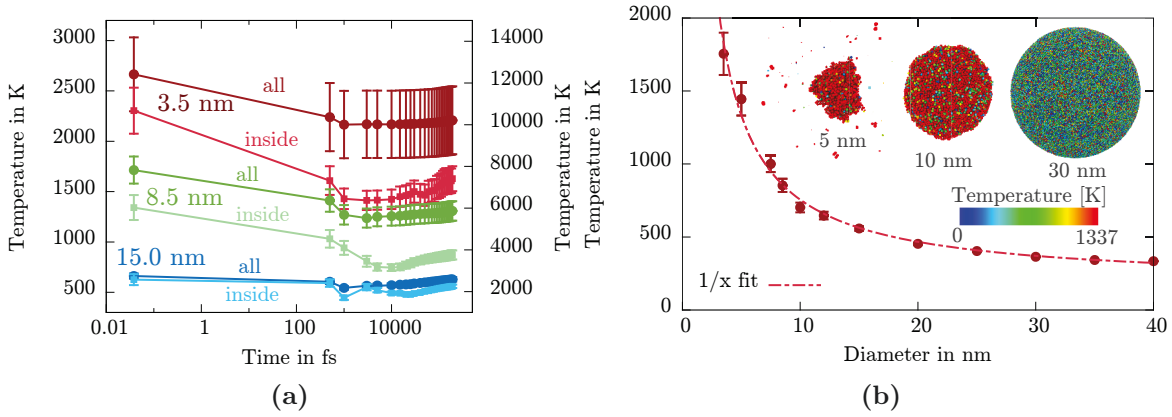 3000
2500
2000
1500
1000
500
Temperature in K
0.01
1
100
10000
Time in fs
14000
12000
10000
8000
6000
4000
2000
Temperature in K
all
3.5 nm
inside
all
8.5 nm
inside
15.0 nm
all
inside
(a)
Temperature in K
2000
1500
1000
500
0
0
10
20
30
40
Diameter in nm
5 nm
10 nm
30 nm
Temperature [K]
0
1337
1/x fit
(b)